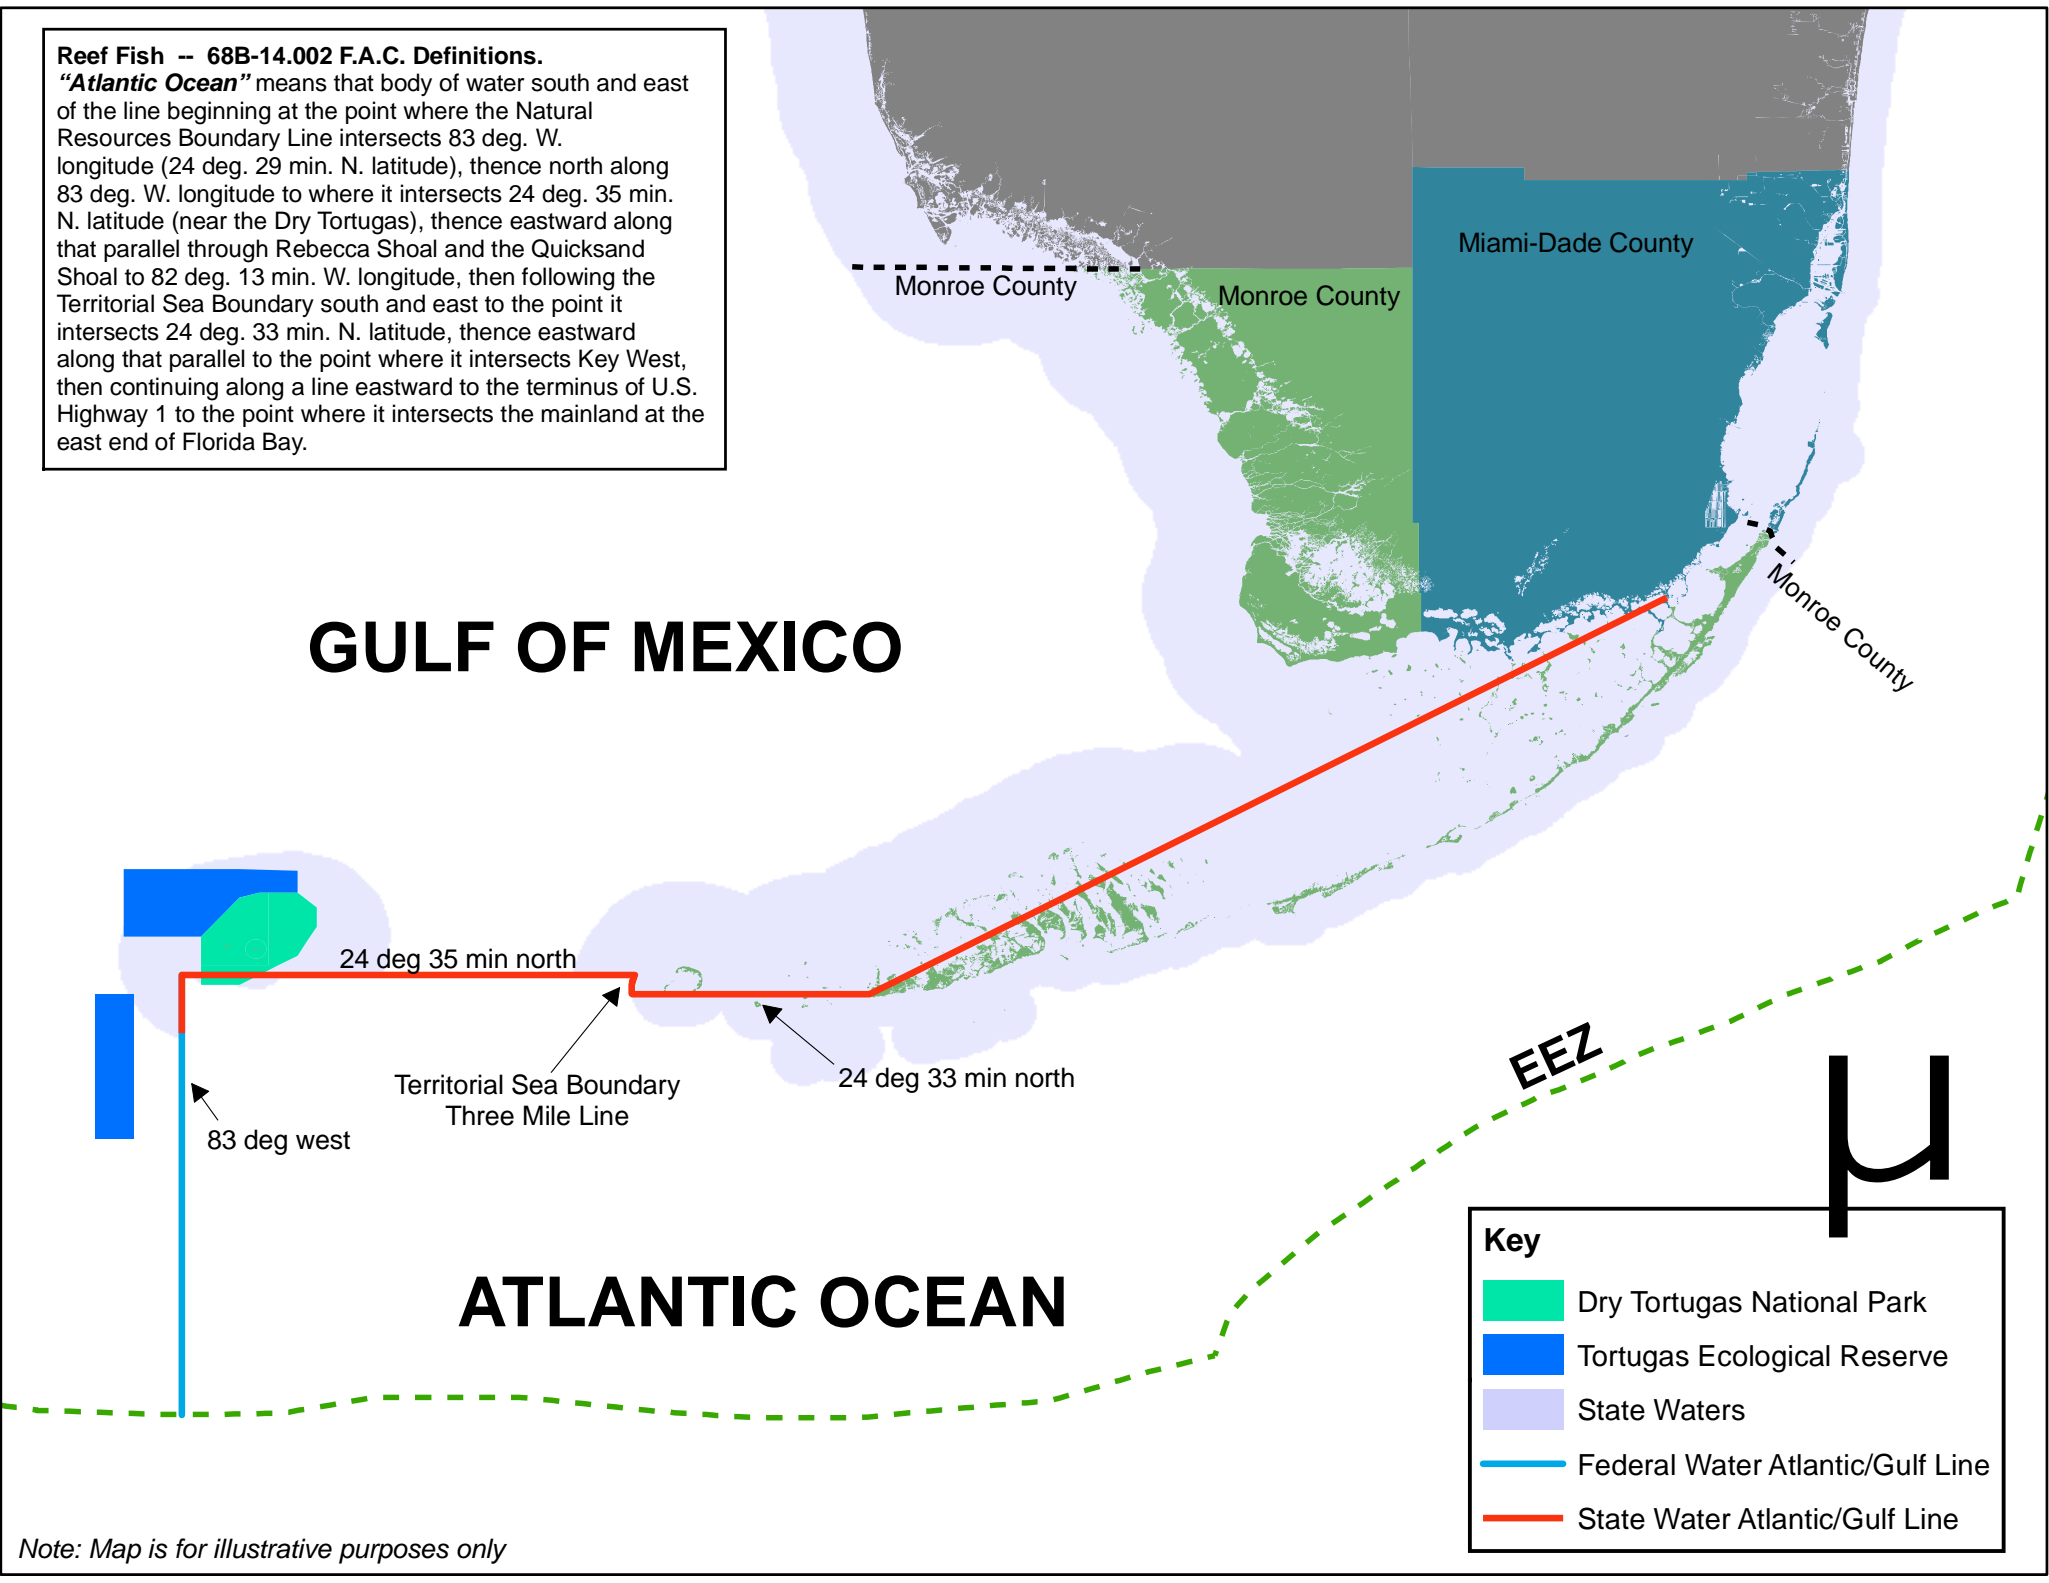 Reef Fish -- 68B-14.002 F.A.C. Definitions.
“Atlantic Ocean” means that body of water south and east
of the line beginning at the point where the Natural
Resources Boundary Line intersects 83 deg. W.
longitude (24 deg. 29 min. N. latitude), thence north along
83 deg. W. longitude to where it intersects 24 deg. 35 min.
N. latitude (near the Dry Tortugas), thence eastward along
that parallel through Rebecca Shoal and the Quicksand
Shoal to 82 deg. 13 min. W. longitude, then following the
Territorial Sea Boundary south and east to the point it
intersects 24 deg. 33 min. N. latitude, thence eastward
along that parallel to the point where it intersects Key West,
then continuing along a line eastward to the terminus of U.S.
Highway 1 to the point where it intersects the mainland at the
east end of Florida Bay.
Miami-Dade County
Monroe County
Monroe County
Monroe County
GULF OF MEXICO
24 deg 35 min north
Territorial Sea Boundary
Three Mile Line
24 deg 33 min north
83 deg west
EEZ
ATLANTIC OCEAN
µ
Key
Dry Tortugas National Park
Tortugas Ecological Reserve
State Waters
Federal Water Atlantic/Gulf Line
State Water Atlantic/Gulf Line
Note: Map is for illustrative purposes only